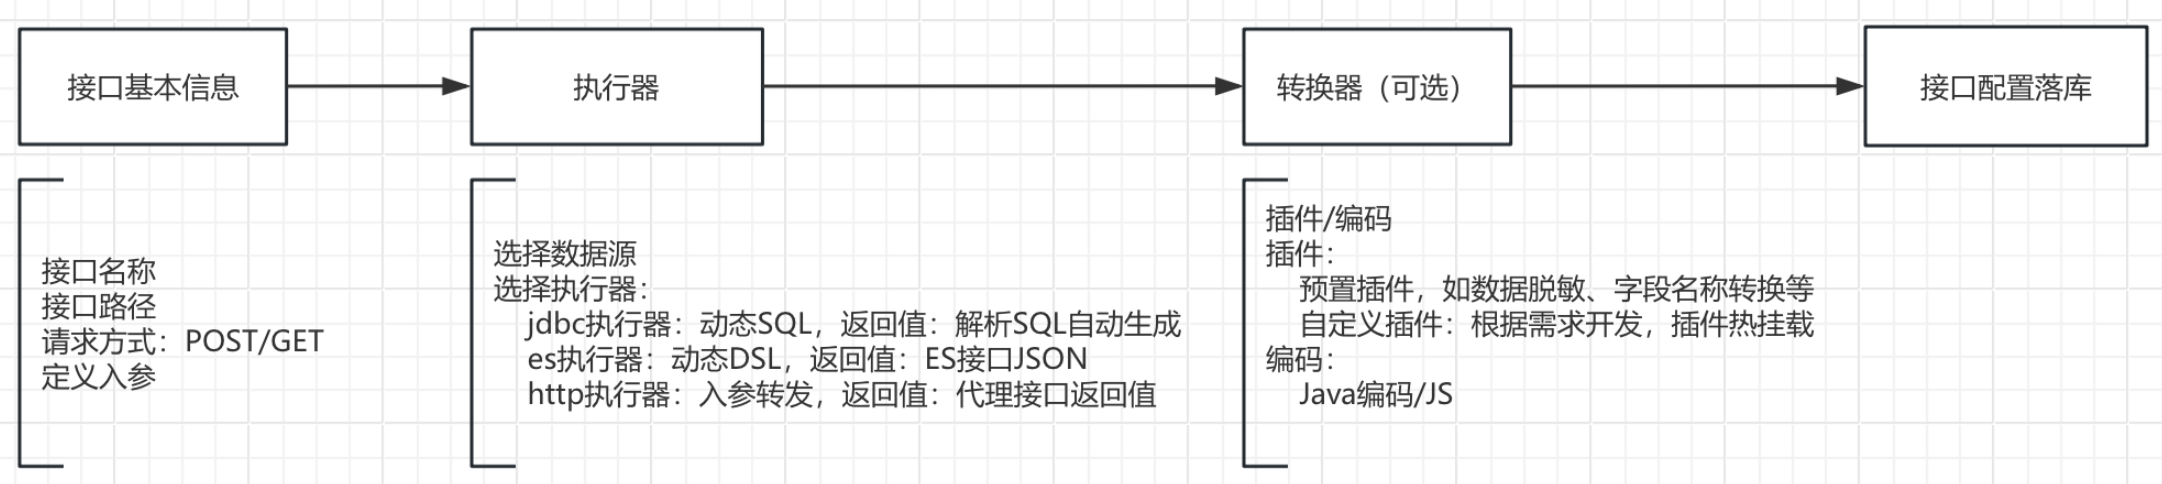 接口基本信息
执行器
转换器（可选）
接口配置落库
接口名称
接口路径
请求方式：POST/GET
定义入参
选择数据源
选择执行器：
jdbc执行器：动态SQL，返回值：解析SQL自动生成
es执行器：动态DSL，返回值：ES接口JSON
http执行器：入参转发，返回值：代理接口返回值
插件/编码
插件：
预置插件，如数据脱敏、字段名称转换等
自定义插件：根据需求开发，插件热挂载
编码：
Java编码/JS